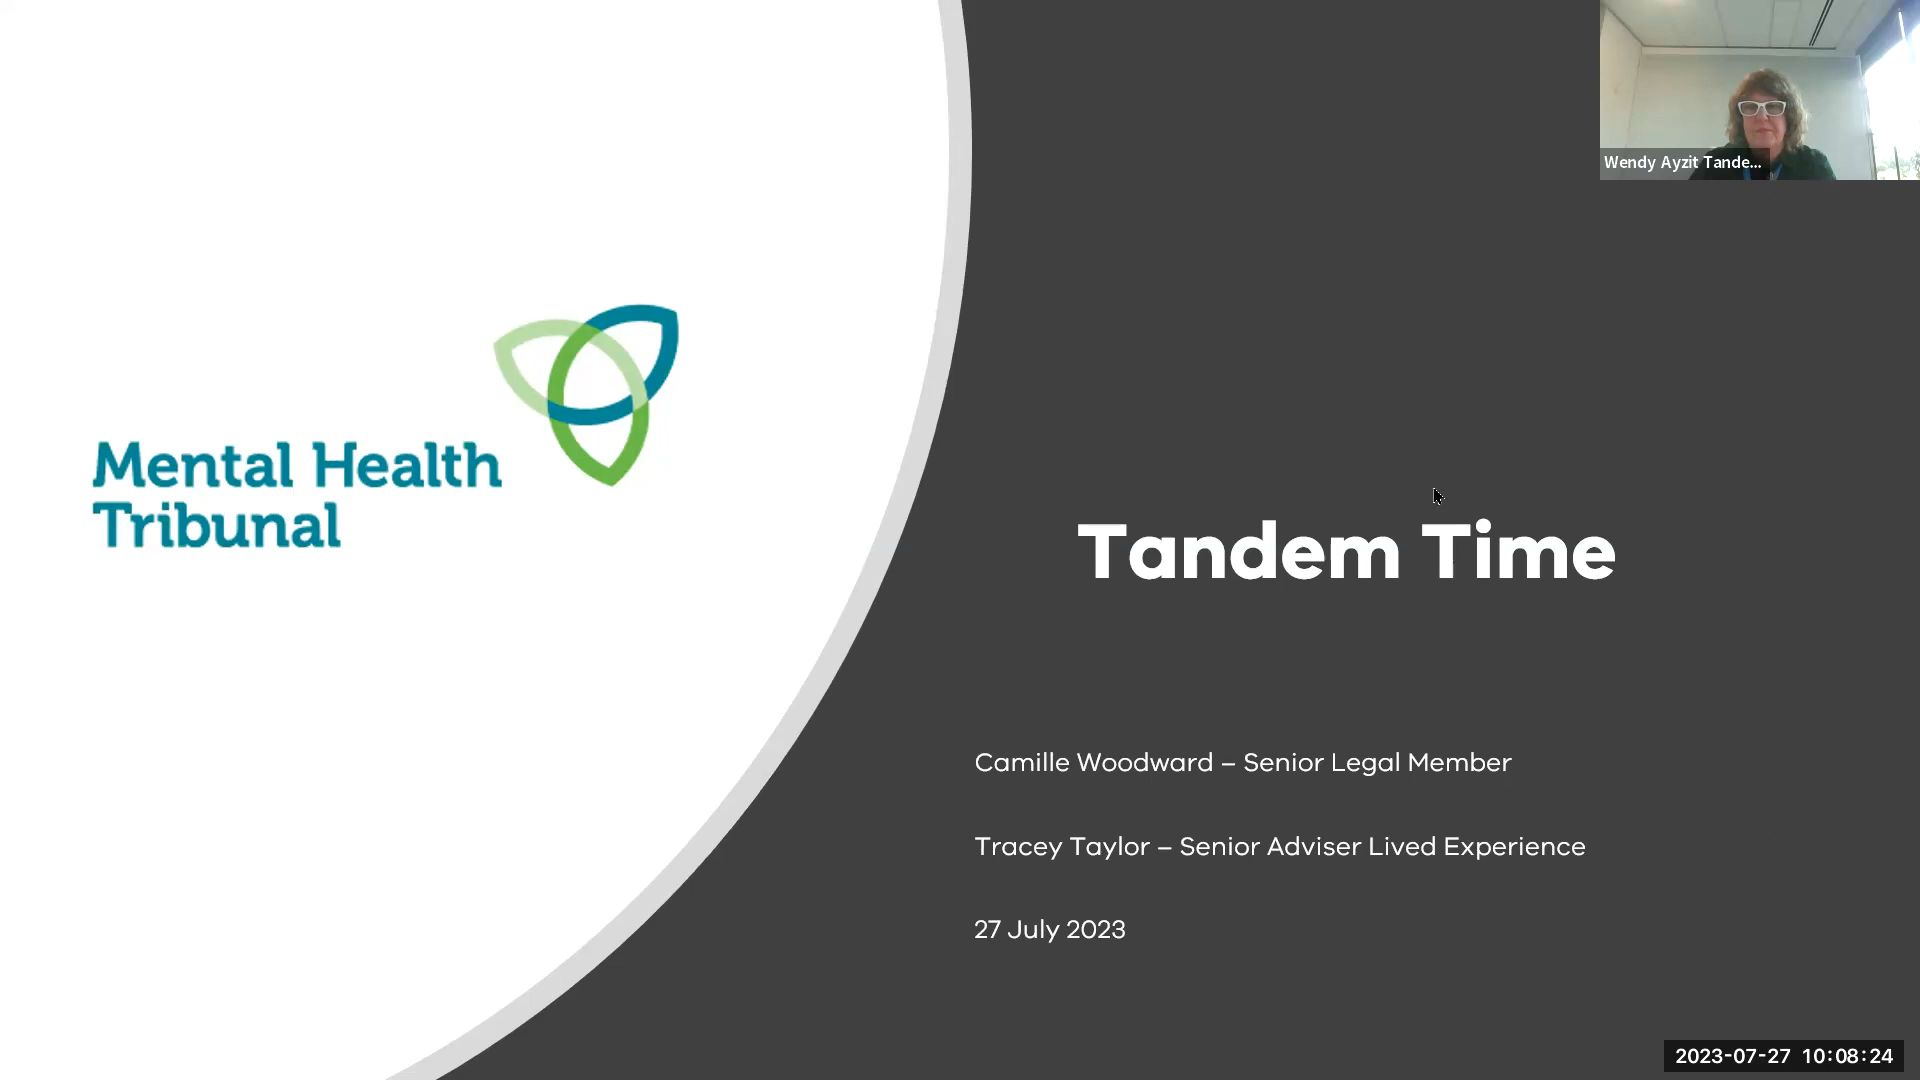 Wendy Ayzit Tande...
Mental Health
Tribunal
Tandem Time
Camille Woodward – Senior Legal Member
Tracey Taylor – Senior Adviser Lived Experience
27 July 2023
2023-07-27 10:08:24